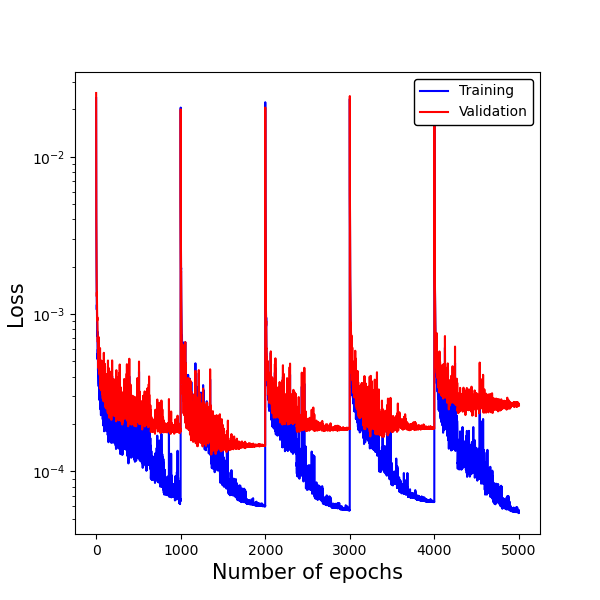 Training
Validation
10⁻²
10⁻³
10⁻⁴
Loss
0 1000 2000 3000 4000 5000
Number of epochs